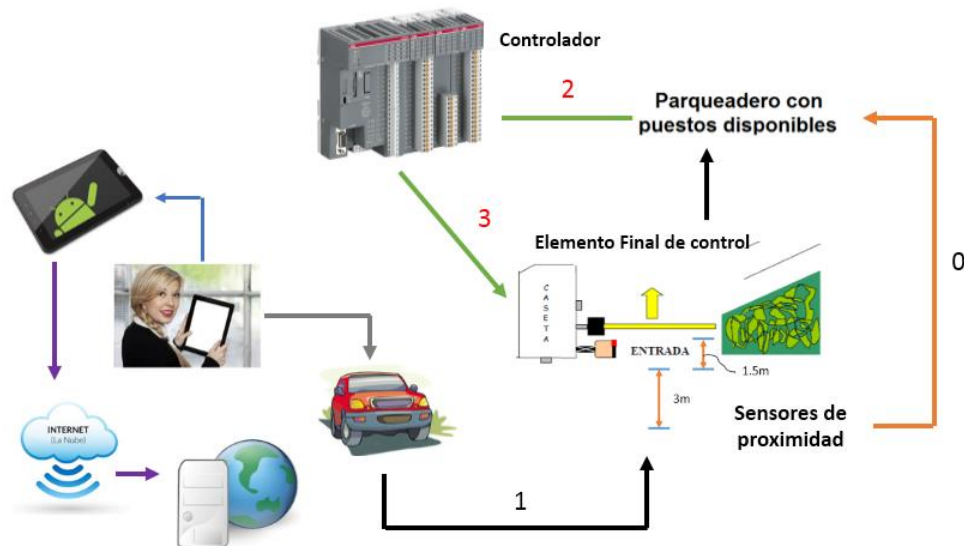 Controlador
2
Parqueadero con
puestos disponibles
3
Elemento Final de control
0
CASETA
ENTRADA
1.5m
3m
INTERNET
(La Nube)
Sensores de
proximidad
1